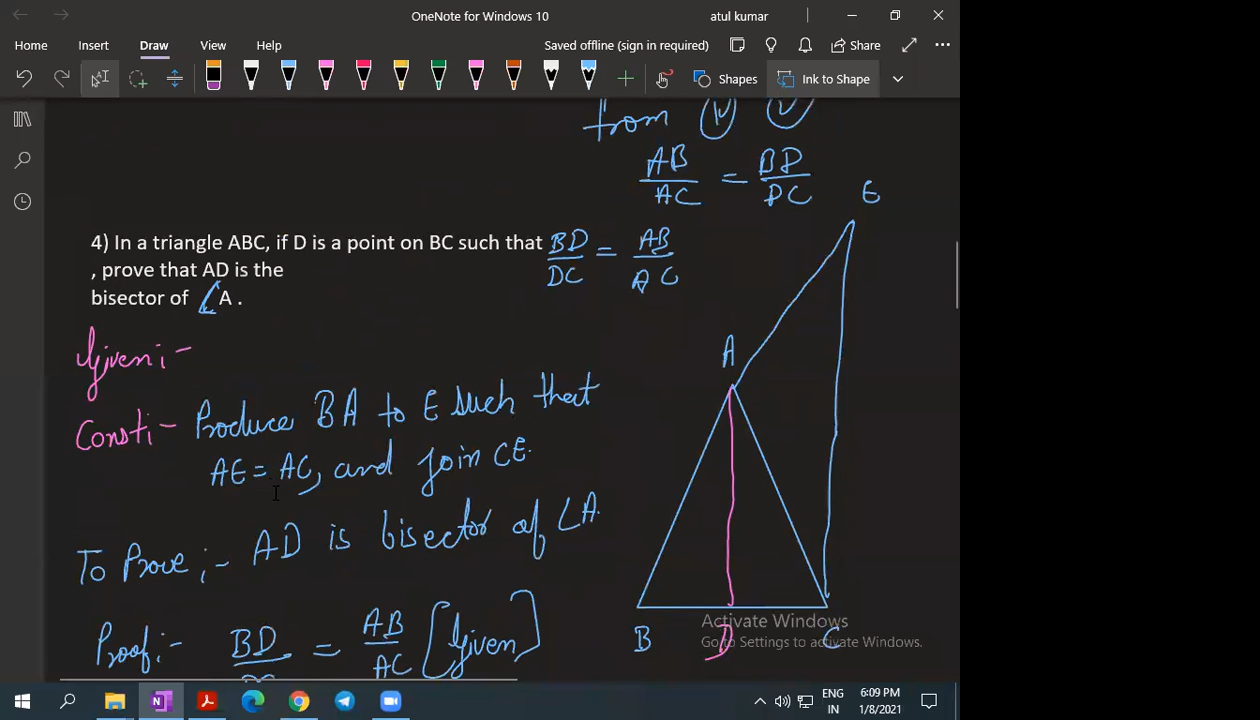 OneNote for Windows 10
atul kumar
Home Insert Draw View Help
Saved offline (sign in required)
Share
Shapes
Ink to Shape
from (IV) (V)
AB/AC = BD/DC
E
4) In a triangle ABC, if D is a point on BC such that BD/DC = AB/AC
, prove that AD is the
bisector of ∠A .
Given:-
Const:- Produce BA to E such that
AE = AC, and join CE.
To Prove:- AD is bisector of ∠A.
Proof:- BD/DC = AB/AC [Given]
A
B D C
Activate Windows
Go to Settings to activate Windows.
ENG
IN
6:09 PM
1/8/2021